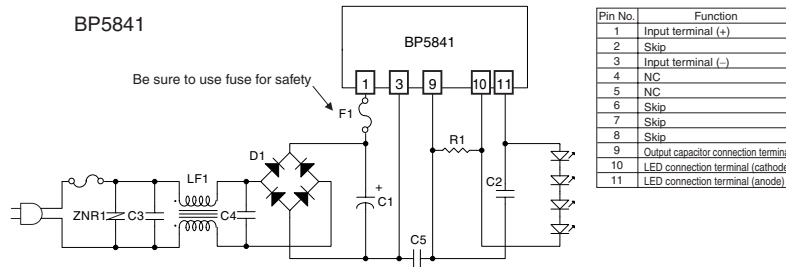 BP5841
BP5841
1
3
9
10
11
Be sure to use fuse for safety
F1
D1
R1
LF1
+
C1
C2
ZNR1
C3
C4
C5
Pin No. Function
1 Input terminal (+)
2 Skip
3 Input terminal (−)
4 NC
5 NC
6 Skip
7 Skip
8 Skip
9 Output capacitor connection
10 LED connection terminal
11 LED connection terminal (anode)